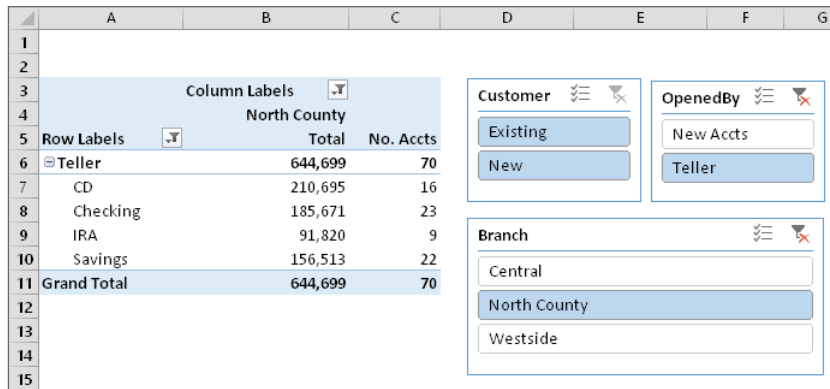 A B C D E F G
1
2
3 Column Labels
4 North County
5 Row Labels Total No. Accts
6 Teller 644,699 70
7 CD 210,695 16
8 Checking 185,671 23
9 IRA 91,820 9
10 Savings 156,513 22
11 Grand Total 644,699 70
12
13
14
15
Customer
Existing
New
OpenedBy
New Accts
Teller
Branch
Central
North County
Westside